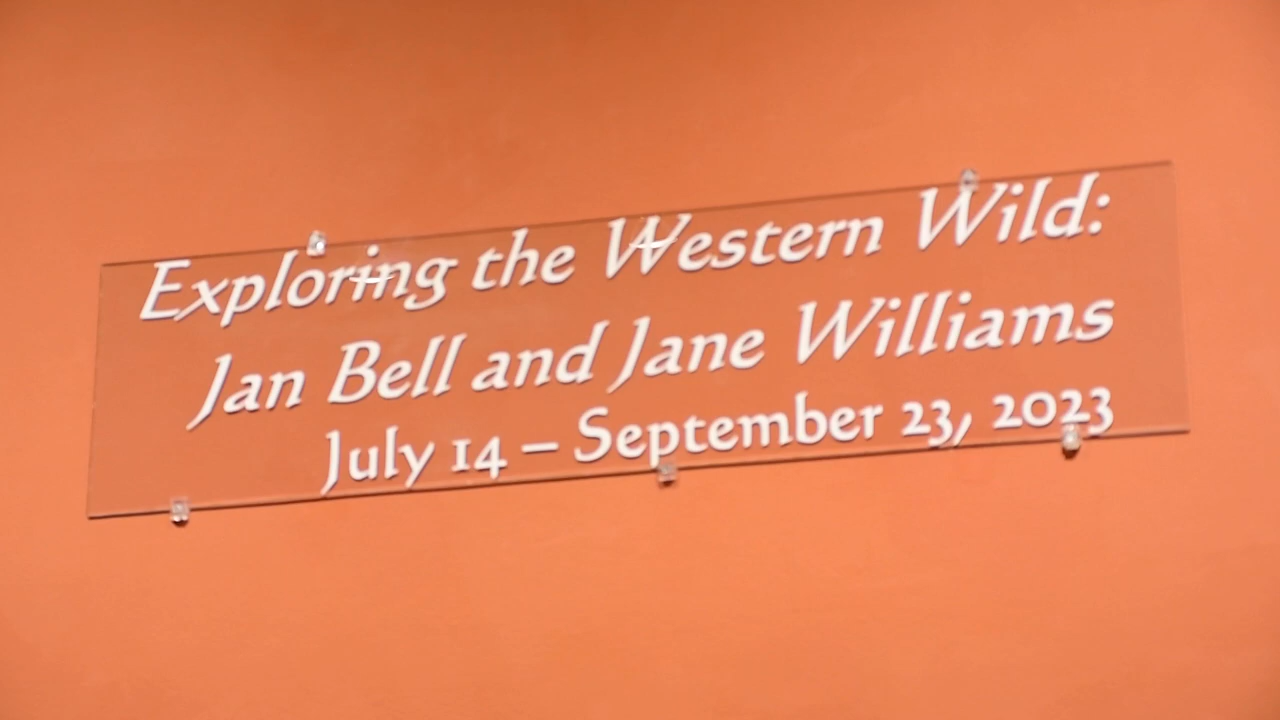 Exploring the Western Wild:
Jan Bell and Jane Williams
July 14 – September 23, 2023